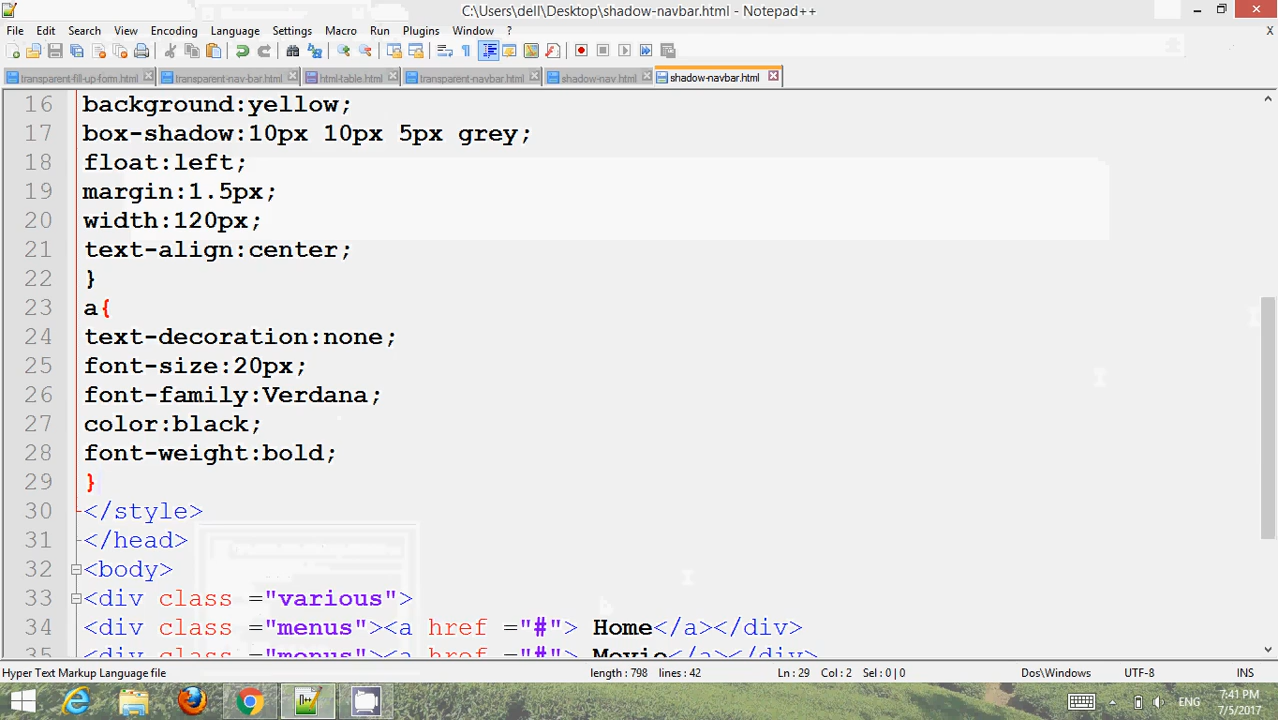 C:\Users\dell\Desktop\shadow-navbar.html - Notepad++
File Edit Search View Encoding Language Settings Macro Run Plugins Window ? X
transparent-fill-up-form.html transparent-nav-bar.html html-table.html transparent-navbar.html shadow-nav.html shadow-navbar.html
16 background:yellow;
17 box-shadow:10px 10px 5px grey;
18 float:left;
19 margin:1.5px;
20 width:120px;
21 text-align:center;
22 }
23 a{
24 text-decoration:none;
25 font-size:20px;
26 font-family:Verdana;
27 color:black;
28 font-weight:bold;
29 }
30 </style>
31 </head>
32 <body>
33 <div class ="various">
34 <div class ="menus"><a href ="#"> Home</a></div>
35 <div class ="menus"><a href ="#"> Movie</a></div>
Hyper Text Markup Language file length : 798 lines : 42 Ln : 29 Col : 2 Sel : 0 | 0 Dos\Windows UTF-8 INS
ENG 7:41 PM
7/5/2017